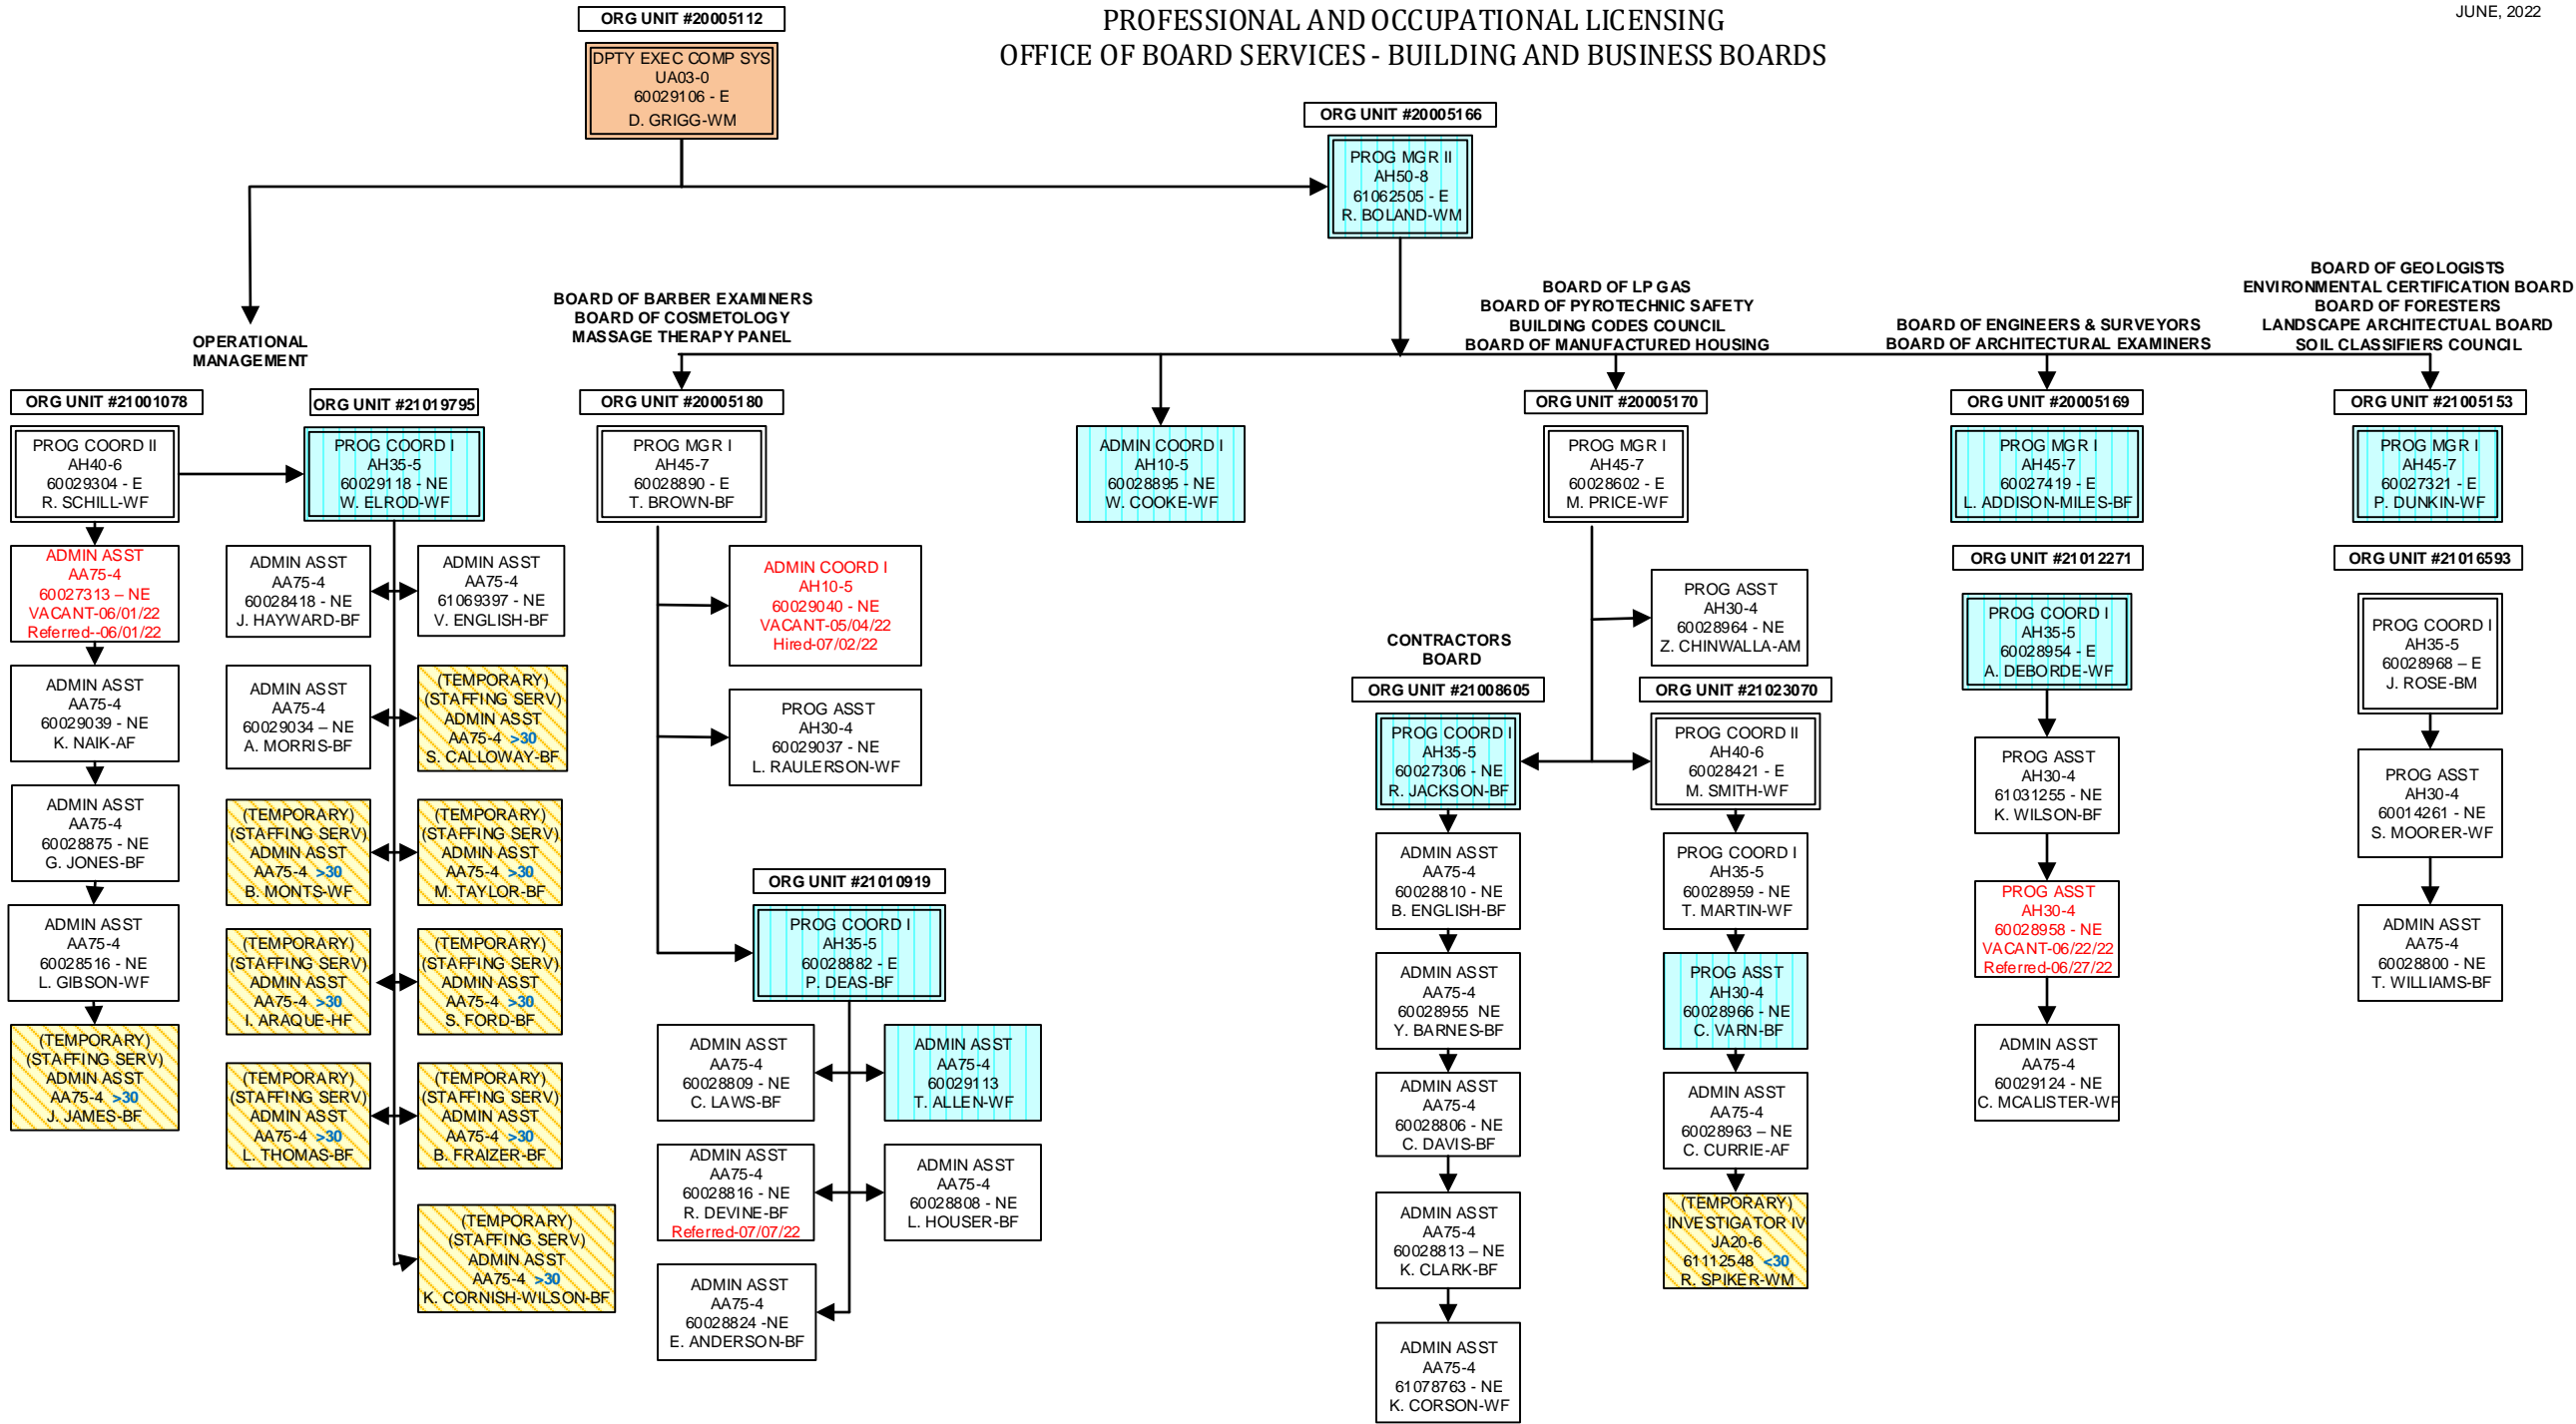 ORG UNIT #20005112
PROFESSIONAL AND OCCUPATIONAL LICENSING
OFFICE OF BOARD SERVICES - BUILDING AND BUSINESS BOARDS
JUNE, 2022
DPTY EXEC COMP SYS
UA03-0
60029106 - E
D. GRIGG-WM
ORG UNIT #20005166
PROG MGR II
AH50-8
61062505 - E
R. BOLAND-WM
OPERATIONAL
MANAGEMENT
BOARD OF BARBER EXAMINERS
BOARD OF COSMETOLOGY
MASSAGE THERAPY PANEL
BOARD OF LP GAS
BOARD OF PYROTECHNIC SAFETY
BUILDING CODES COUNCIL
BOARD OF MANUFACTURED HOUSING
BOARD OF ENGINEERS & SURVEYORS
BOARD OF ARCHITECTURAL EXAMINERS
BOARD OF GEOLOGISTS
ENVIRONMENTAL CERTIFICATION BOARD
BOARD OF FORESTERS
LANDSCAPE ARCHITECTUAL BOARD
SOIL CLASSIFIERS COUNCIL
ORG UNIT #21001078
PROG COORD II
AH40-6
60029304 - E
R. SCHILL-WF
ADMIN ASST
AA75-4
60027313 – NE
VACANT-06/01/22
Referred--06/01/22
ADMIN ASST
AA75-4
60029039 - NE
K. NAIK-AF
ADMIN ASST
AA75-4
60028875 - NE
G. JONES-BF
ADMIN ASST
AA75-4
60028516 - NE
L. GIBSON-WF
(TEMPORARY)
(STAFFING SERV)
ADMIN ASST
AA75-4 >30
J. JAMES-BF
ORG UNIT #21019795
PROG COORD I
AH35-5
60029118 - NE
W. ELROD-WF
ADMIN ASST
AA75-4
60028418 - NE
J. HAYWARD-BF
ADMIN ASST
AA75-4
61069397 - NE
V. ENGLISH-BF
ADMIN ASST
AA75-4
60029034 – NE
A. MORRIS-BF
(TEMPORARY)
(STAFFING SERV)
ADMIN ASST
AA75-4 >30
S. CALLOWAY-BF
(TEMPORARY)
(STAFFING SERV)
ADMIN ASST
AA75-4 >30
B. MONTS-WF
(TEMPORARY)
(STAFFING SERV)
ADMIN ASST
AA75-4 >30
M. TAYLOR-BF
(TEMPORARY)
(STAFFING SERV)
ADMIN ASST
AA75-4 >30
I. ARAQUE-HF
(TEMPORARY)
(STAFFING SERV)
ADMIN ASST
AA75-4 >30
S. FORD-BF
(TEMPORARY)
(STAFFING SERV)
ADMIN ASST
AA75-4 >30
L. THOMAS-BF
(TEMPORARY)
(STAFFING SERV)
ADMIN ASST
AA75-4 >30
B. FRAIZER-BF
(TEMPORARY)
(STAFFING SERV)
ADMIN ASST
AA75-4 >30
K. CORNISH-WILSON-BF
ORG UNIT #20005180
PROG MGR I
AH45-7
60028890 - E
T. BROWN-BF
ADMIN COORD I
AH10-5
60029040 - NE
VACANT-05/04/22
Hired-07/02/22
PROG ASST
AH30-4
60029037 - NE
L. RAULERSON-WF
ORG UNIT #21010919
PROG COORD I
AH35-5
60028882 - E
P. DEAS-BF
ADMIN ASST
AA75-4
60028809 - NE
C. LAWS-BF
ADMIN ASST
AA75-4
60029113
T. ALLEN-WF
ADMIN ASST
AA75-4
60028816 - NE
R. DEVINE-BF
Referred-07/07/22
ADMIN ASST
AA75-4
60028808 - NE
L. HOUSER-BF
ADMIN ASST
AA75-4
60028824 -NE
E. ANDERSON-BF
ADMIN COORD I
AH10-5
60028895 - NE
W. COOKE-WF
ORG UNIT #20005170
PROG MGR I
AH45-7
60028602 - E
M. PRICE-WF
PROG ASST
AH30-4
60028964 - NE
Z. CHINWALLA-AM
CONTRACTORS
BOARD
ORG UNIT #21008605
PROG COORD I
AH35-5
60027306 - NE
R. JACKSON-BF
ADMIN ASST
AA75-4
60028810 - NE
B. ENGLISH-BF
ADMIN ASST
AA75-4
60028955 NE
Y. BARNES-BF
ADMIN ASST
AA75-4
60028806 - NE
C. DAVIS-BF
ADMIN ASST
AA75-4
60028813 – NE
K. CLARK-BF
ADMIN ASST
AA75-4
61078763 - NE
K. CORSON-WF
ORG UNIT #21023070
PROG COORD II
AH40-6
60028421 - E
M. SMITH-WF
PROG COORD I
AH35-5
60028959 - NE
T. MARTIN-WF
PROG ASST
AH30-4
60028966 - NE
C. VARN-BF
ADMIN ASST
AA75-4
60028963 – NE
C. CURRIE-AF
(TEMPORARY)
INVESTIGATOR IV
JA20-6
61112548 <30
R. SPIKER-WM
ORG UNIT #20005169
PROG MGR I
AH45-7
60027419 - E
L. ADDISON-MILES-BF
ORG UNIT #21012271
PROG COORD I
AH35-5
60028954 - E
A. DEBORDE-WF
PROG ASST
AH30-4
61031255 - NE
K. WILSON-BF
PROG ASST
AH30-4
60028958 - NE
VACANT-06/22/22
Referred-06/27/22
ADMIN ASST
AA75-4
60029124 - NE
C. MCALISTER-WF
ORG UNIT #21005153
PROG MGR I
AH45-7
60027321 - E
P. DUNKIN-WF
ORG UNIT #21016593
PROG COORD I
AH35-5
60028968 – E
J. ROSE-BM
PROG ASST
AH30-4
60014261 - NE
S. MOORER-WF
ADMIN ASST
AA75-4
60028800 - NE
T. WILLIAMS-BF